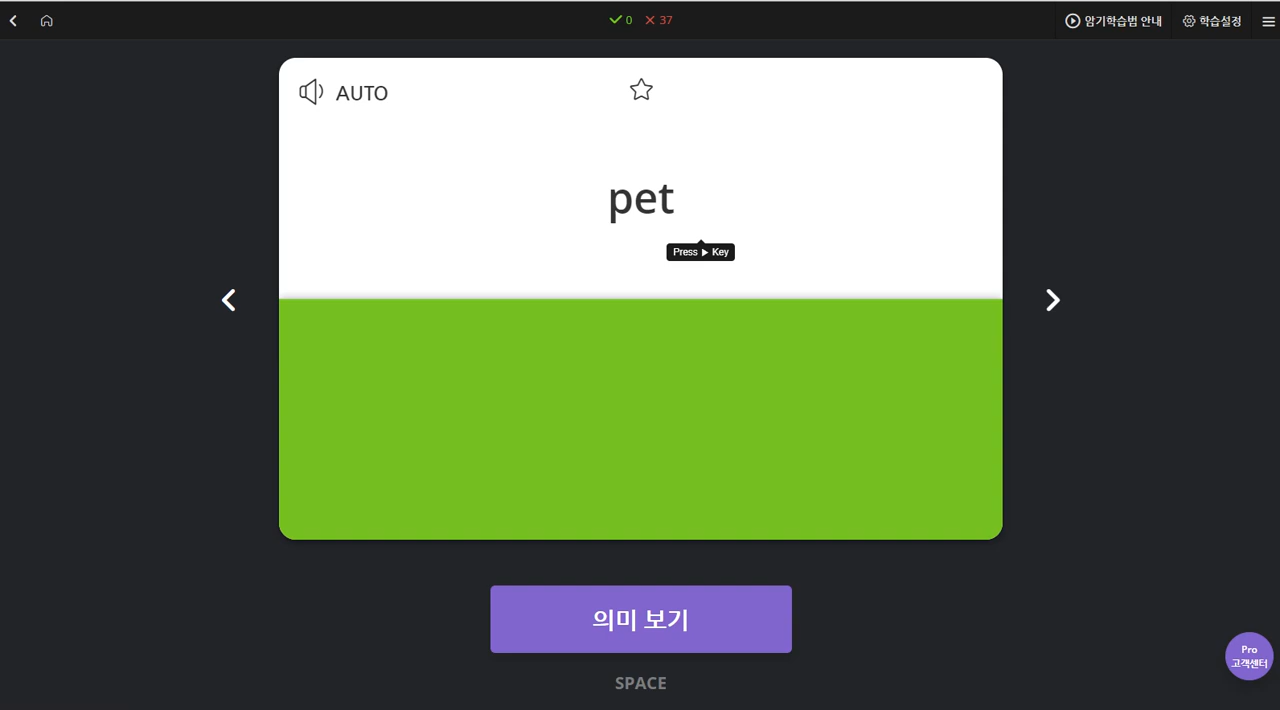 0 37 암기학습법 안내 학습설정
AUTO
pet
Press ▶ Key
의미 보기
SPACE
Pro
고객센터